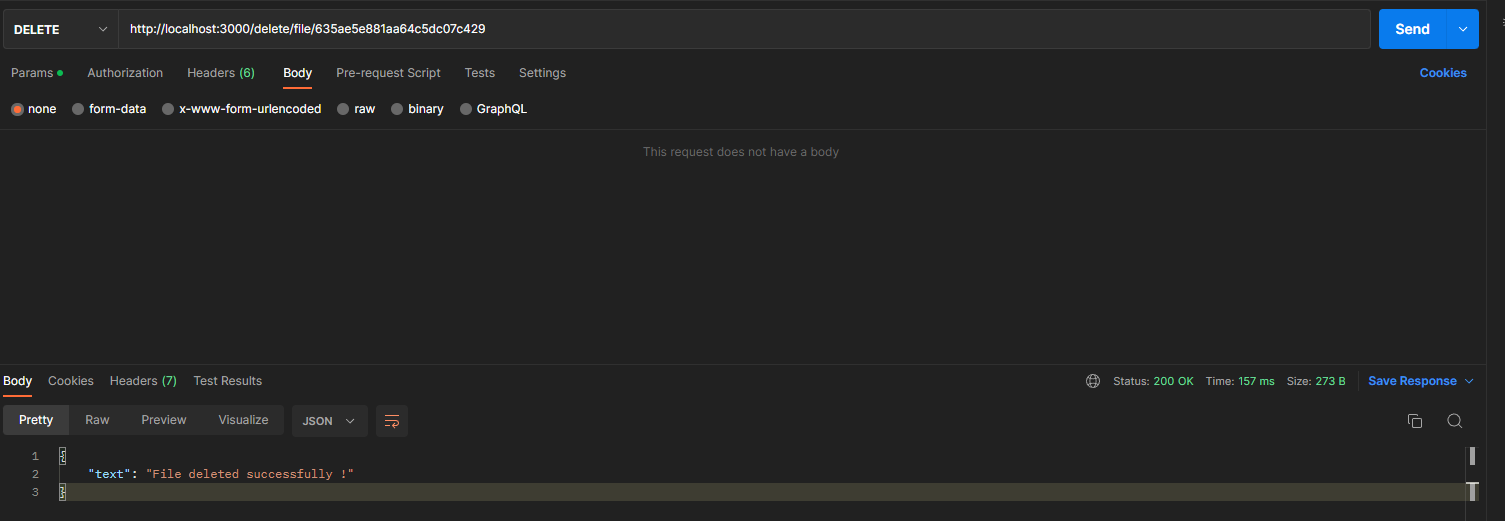 DELETE http://localhost:3000/delete/file/635ae5e881aa64c5dc07c429 Send
Params Authorization Headers (6) Body Pre-request Script Tests Settings Cookies
none form-data x-www-form-urlencoded raw binary GraphQL
This request does not have a body
Body Cookies Headers (7) Test Results Status: 200 OK Time: 157 ms Size: 273 B Save Response
Pretty Raw Preview Visualize JSON
1 {
2 "text": "File deleted successfully !"
3 }